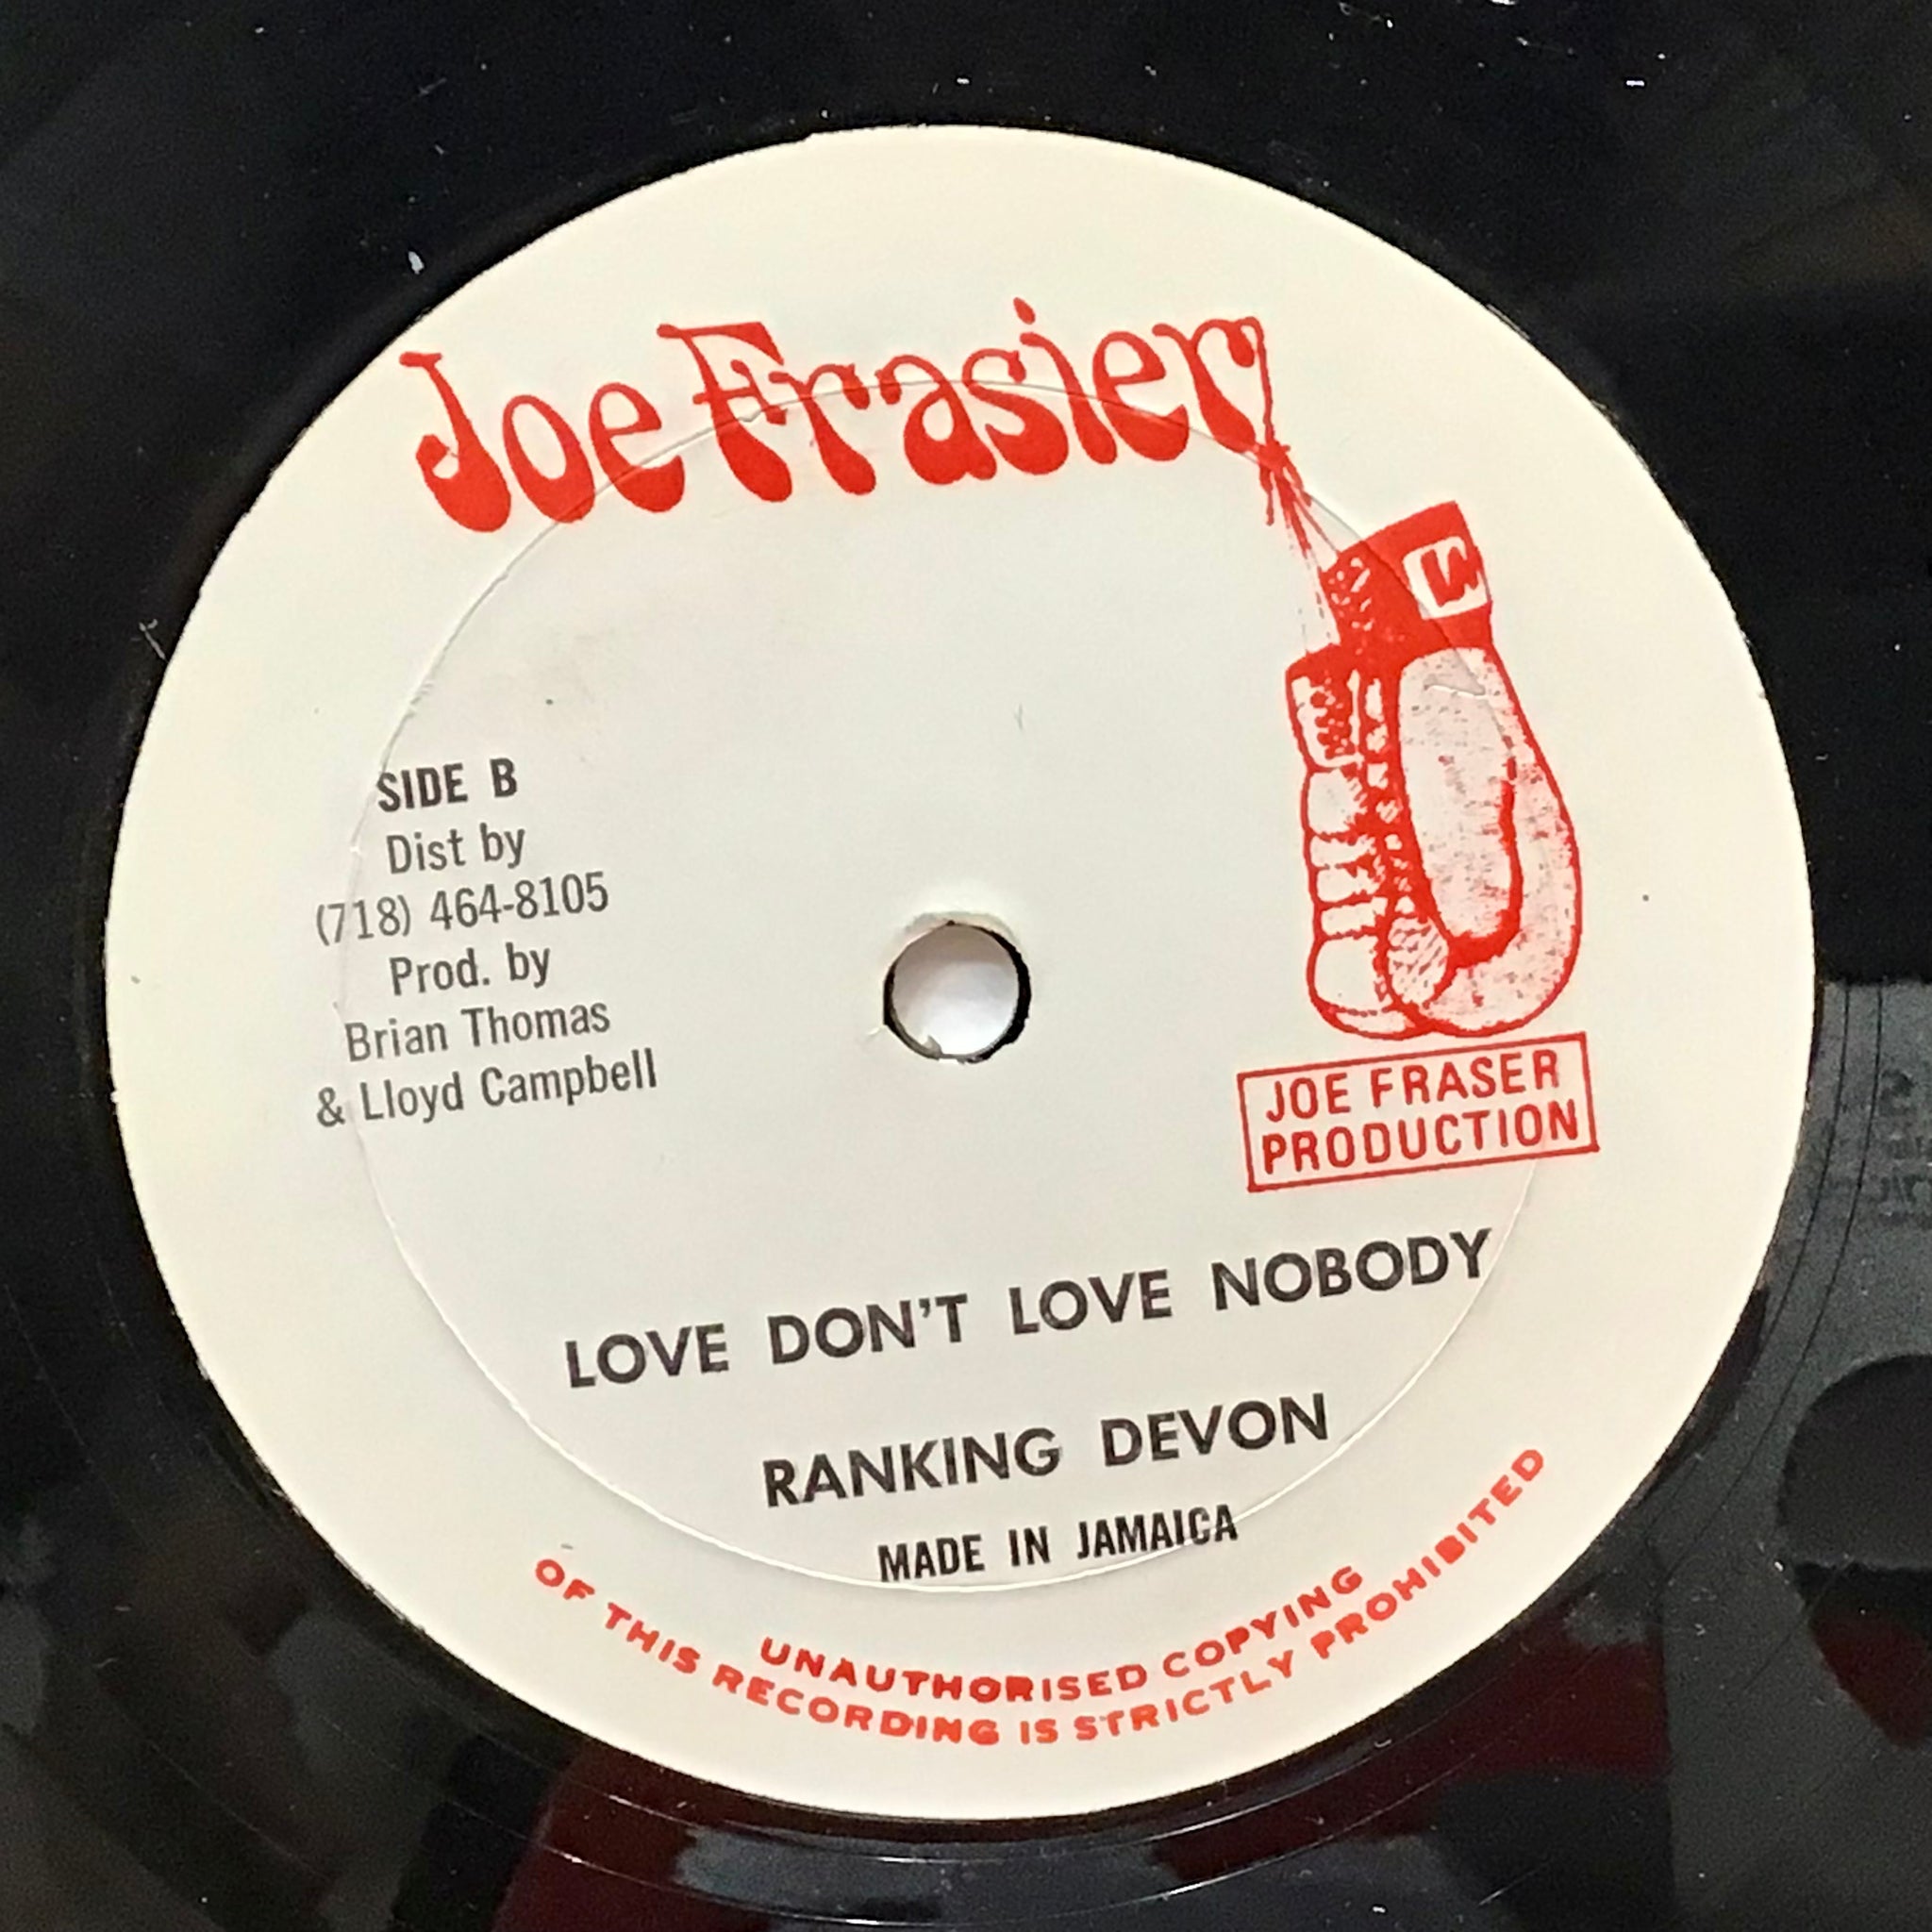 Joe Frasier
SIDE B
Dist by
(718) 464-8105
Prod. by
Brian Thomas
& Lloyd Campbell
JOE FRASER
PRODUCTION
LOVE DON'T LOVE NOBODY
RANKING DEVON
MADE IN JAMAICA
UNAUTHORISED COPYING
OF THIS RECORDING IS STRICTLY PROHIBITED